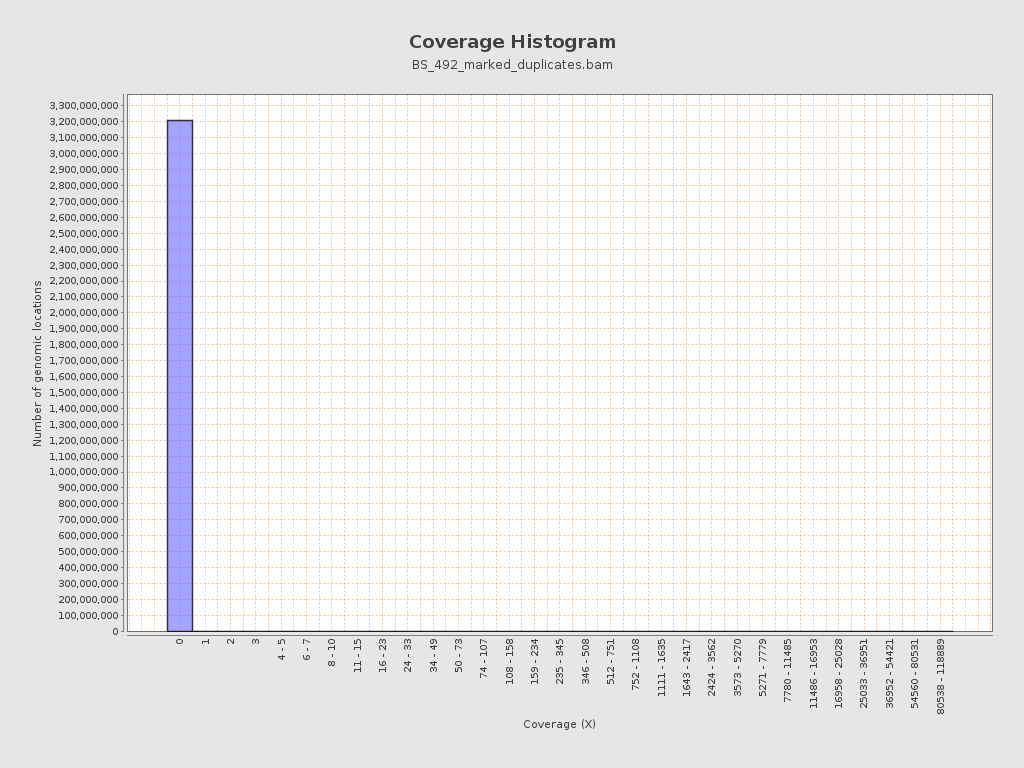 Coverage Histogram
BS_492_marked_duplicates.bam
Number of genomic locations
3,300,000,000
3,200,000,000
3,100,000,000
3,000,000,000
2,900,000,000
2,800,000,000
2,700,000,000
2,600,000,000
2,500,000,000
2,400,000,000
2,300,000,000
2,200,000,000
2,100,000,000
2,000,000,000
1,900,000,000
1,800,000,000
1,700,000,000
1,600,000,000
1,500,000,000
1,400,000,000
1,300,000,000
1,200,000,000
1,100,000,000
1,000,000,000
900,000,000
800,000,000
700,000,000
600,000,000
500,000,000
400,000,000
300,000,000
200,000,000
100,000,000
0
0
1
2
3
4 - 5
6 - 7
8 - 10
11 - 15
16 - 23
24 - 33
34 - 49
50 - 73
74 - 107
108 - 158
159 - 234
235 - 345
346 - 508
512 - 751
752 - 1108
1111 - 1635
1643 - 2417
2424 - 3562
3573 - 5270
5271 - 7779
7780 - 11485
11486 - 16953
16958 - 25028
25033 - 36951
36952 - 54421
54560 - 80531
80538 - 118889
Coverage (X)